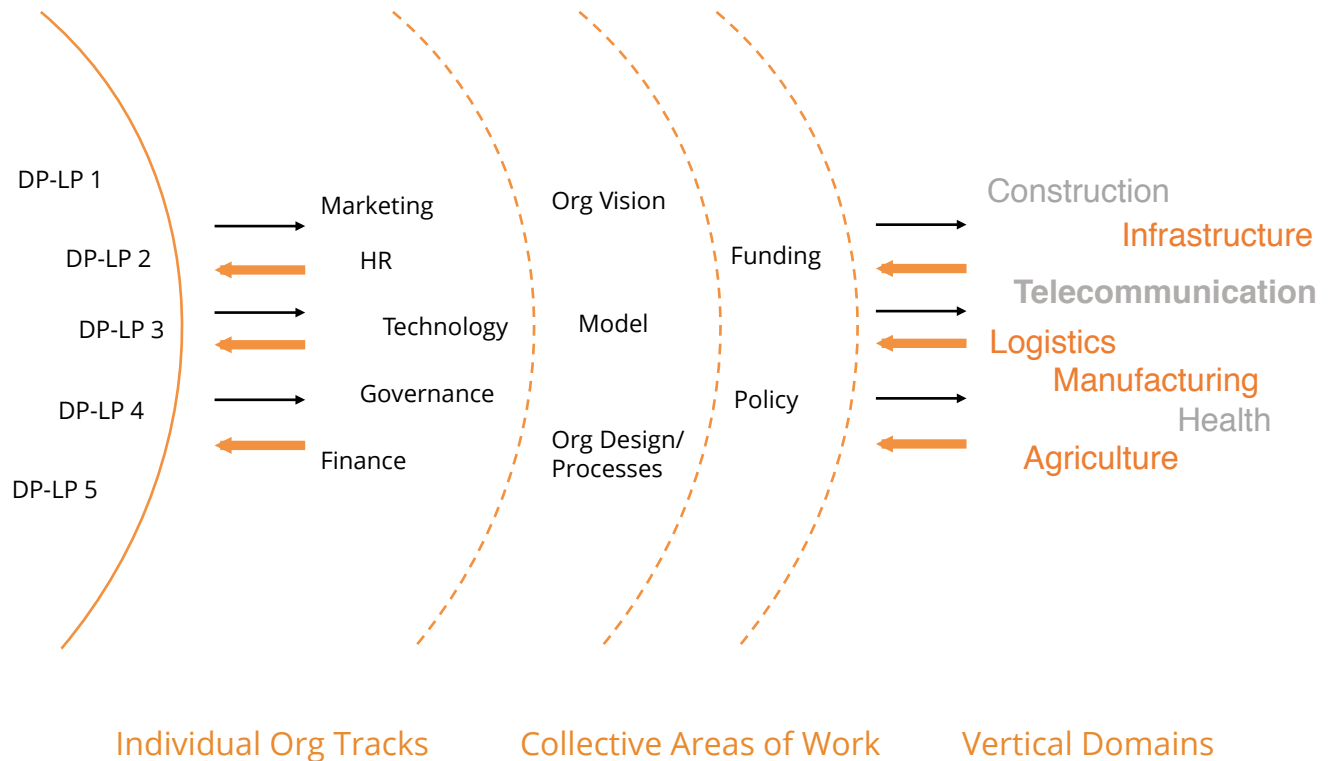 DP-LP 1
DP-LP 2
DP-LP 3
DP-LP 4
DP-LP 5
Marketing
HR
Technology
Governance
Finance
Org Vision
Model
Org Design/
Processes
Funding
Policy
Construction
Infrastructure
Telecommunication
Logistics
Manufacturing
Health
Agriculture
Individual Org Tracks
Collective Areas of Work
Vertical Domains